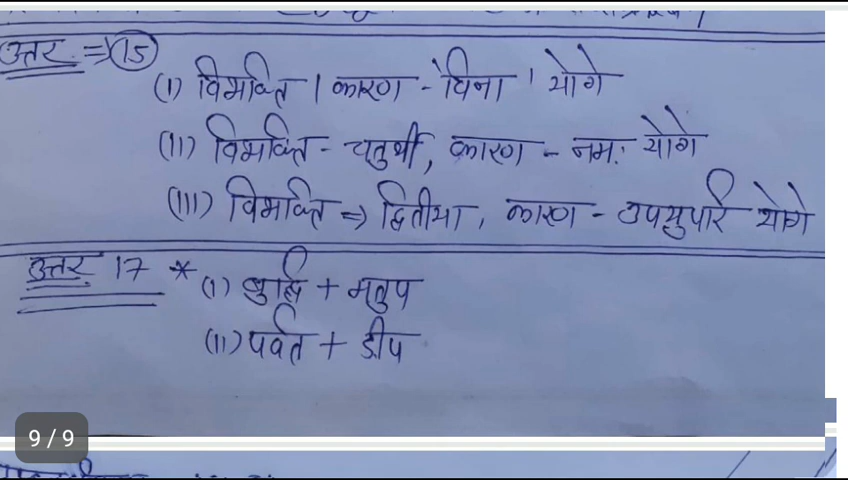 उत्तर ⇒ 15
(I) विभक्ति । कारण - 'विना' योगे
(II) विभक्ति - चतुर्थी, कारण - नमः योगे
(III) विभक्ति ⇒ द्वितीया, कारण - उपयुपरि योगे
उत्तर 17 * (I) बुद्धि + मतुप
(II) पर्वत + डीप
9 / 9